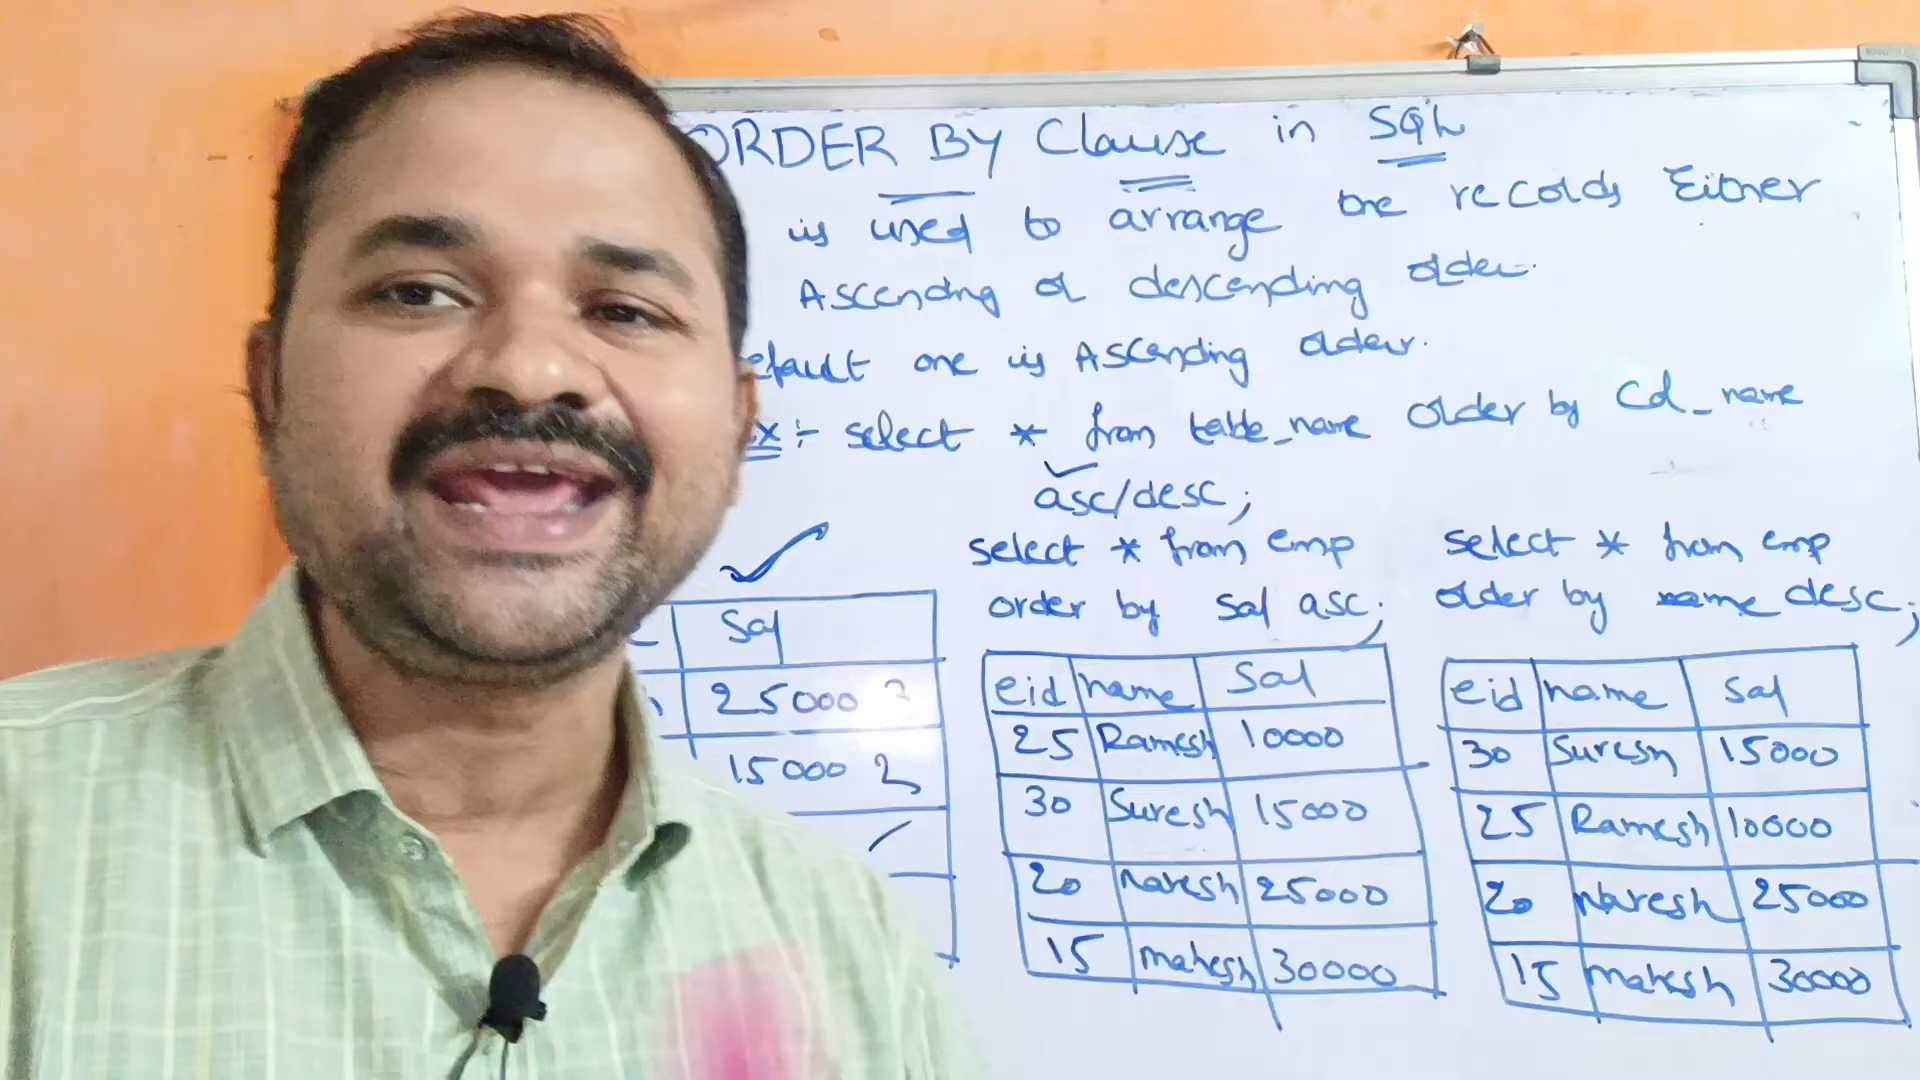 ORDER BY Clause in SQL
is used to arrange the records Either
Ascending or descending order.
efault one is Ascending order.
Ex:- select * from table_name order by Col_name
asc/desc;
select * from emp
order by sal asc;
select * from emp
order by name desc;
Sal
25000 3
15000 2
eid name Sal
25 Ramesh 10000
30 Suresh 15000
20 Naresh 25000
15 mahesh 30000
eid name Sal
30 Suresh 15000
25 Ramesh 10000
20 Naresh 25000
15 mahesh 30000